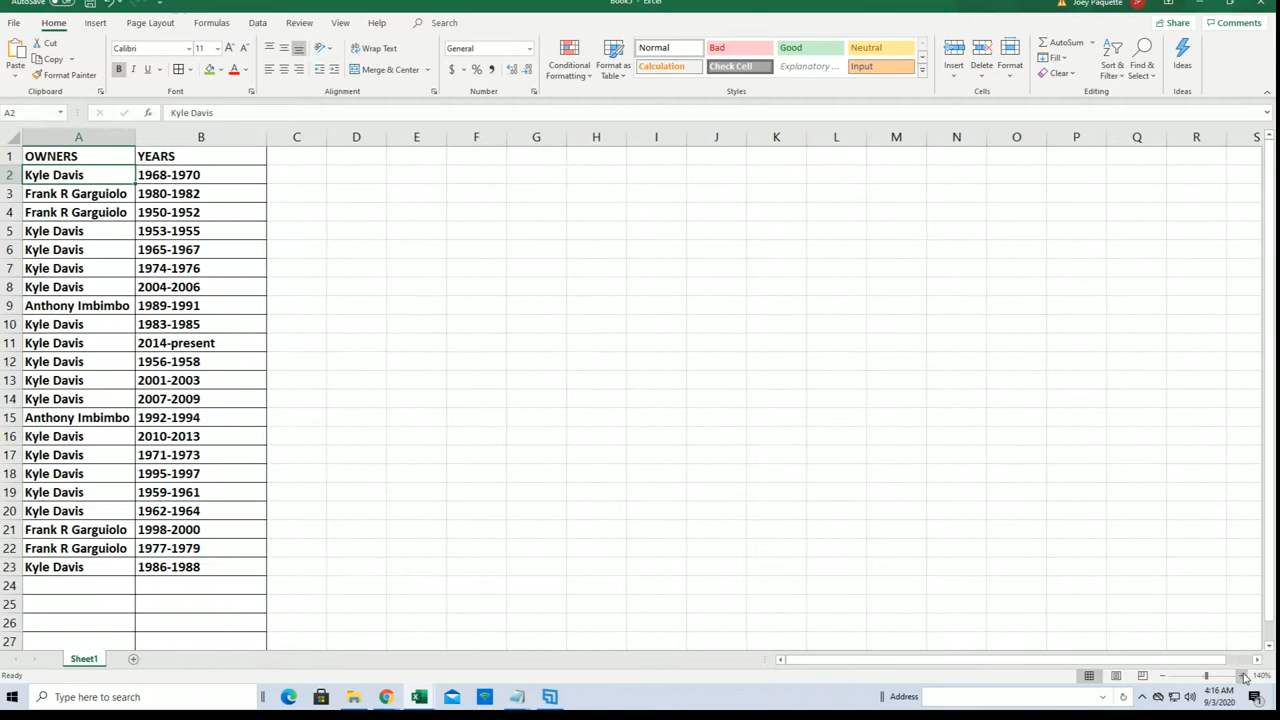 AutoSave Off Book3 - Excel Joey Paquette
File Home Insert Page Layout Formulas Data Review View Help Search Share Comments
Paste Cut Copy Format Painter Clipboard
Calibri 11 B I U A Font
Wrap Text Merge & Center Alignment
General $ % , Number
Conditional Formatting Format as Table
Normal Bad Good Neutral
Calculation Check Cell Explanatory ... Input
Styles
Insert Delete Format Cells
AutoSum Fill Clear Sort & Filter Find & Select Editing
Ideas Ideas
A2 fx Kyle Davis
A B C D E F G H I J K L M N O P Q R S
1 OWNERS YEARS
2 Kyle Davis 1968-1970
3 Frank R Garguiolo 1980-1982
4 Frank R Garguiolo 1950-1952
5 Kyle Davis 1953-1955
6 Kyle Davis 1965-1967
7 Kyle Davis 1974-1976
8 Kyle Davis 2004-2006
9 Anthony Imbimbo 1989-1991
10 Kyle Davis 1983-1985
11 Kyle Davis 2014-present
12 Kyle Davis 1956-1958
13 Kyle Davis 2001-2003
14 Kyle Davis 2007-2009
15 Anthony Imbimbo 1992-1994
16 Kyle Davis 2010-2013
17 Kyle Davis 1971-1973
18 Kyle Davis 1995-1997
19 Kyle Davis 1959-1961
20 Kyle Davis 1962-1964
21 Frank R Garguiolo 1998-2000
22 Frank R Garguiolo 1977-1979
23 Kyle Davis 1986-1988
24
25
26
27
Sheet1
Ready 140%
Type here to search Address 4:16 AM
9/3/2020